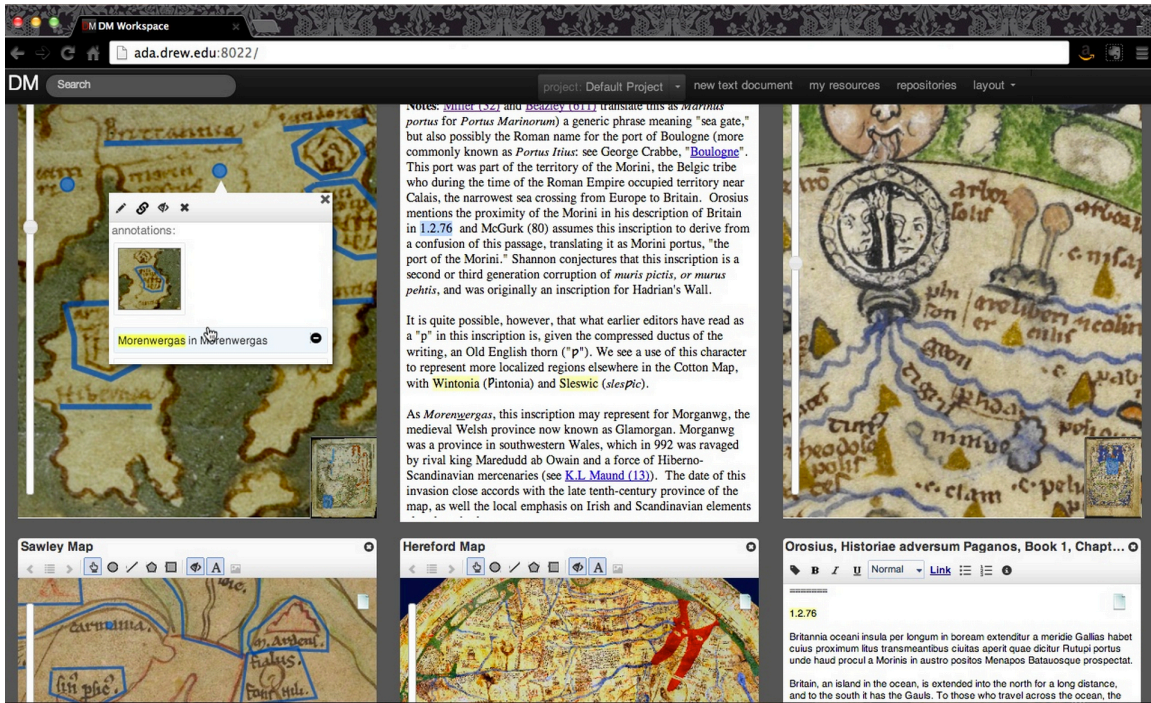 DM DM Workspace
ada.drew.edu:8022/
DM
Search
project: Default Project
new text document
my resources
repositories
layout
annotations:
Morenwergas in Morenwergas
Hibernia
Notes: Miller (52) and Beazley (611) translate this as Marinus
portus for Portus Marinorum) a generic phrase meaning "sea gate,"
but also possibly the Roman name for the port of Boulogne (more
commonly known as Portus Itius: see George Crabbe, "Boulogne".
This port was part of the territory of the Morini, the Belgic tribe
who during the time of the Roman Empire occupied territory near
Calais, the narrowest sea crossing from Europe to Britain. Orosius
mentions the proximity of the Morini in his description of Britain
in 1.2.76 and McGurk (80) assumes this inscription to derive from
a confusion of this passage, translating it as Morini portus, "the
port of the Morini." Shannon conjectures that this inscription is a
second or third generation corruption of muris pictis, or murus
pehtis, and was originally an inscription for Hadrian's Wall.
It is quite possible, however, that what earlier editors have read as
a "p" in this inscription is, given the compressed ductus of the
writing, an Old English thorn ("ƿ"). We see a use of this character
to represent more localized regions elsewhere in the Cotton Map,
with Wintonia (Ƿintonia) and Sleswic (slesƿic).
As Morenwergas, this inscription may represent for Morganwg, the
medieval Welsh province now known as Glamorgan. Morganwg
was a province in southwestern Wales, which in 992 was ravaged
by rival king Maredudd ab Owain and a force of Hiberno-
Scandinavian mercenaries (see K.L Maund (13)). The date of this
invasion close accords with the late tenth-century province of the
map, as well the local emphasis on Irish and Scandinavian elements
arbor
solis
Sawley Map
A
Hereford Map
A
Orosius, Historiae adversum Paganos, Book 1, Chapt...
B I U Normal Link
=======
1.2.76
Britannia oceani insula per longum in boream extenditur a meridie Gallias habet
cuius proximum litus transmeantibus ciuitas aperit quae dicitur Rutupi portus
unde haud procul a Morinis in austro positos Menapos Batauosque prospectat.
Britain, an island in the ocean, is extended into the north for a long distance,
and to the south it has the Gauls. To those who travel across the ocean, the